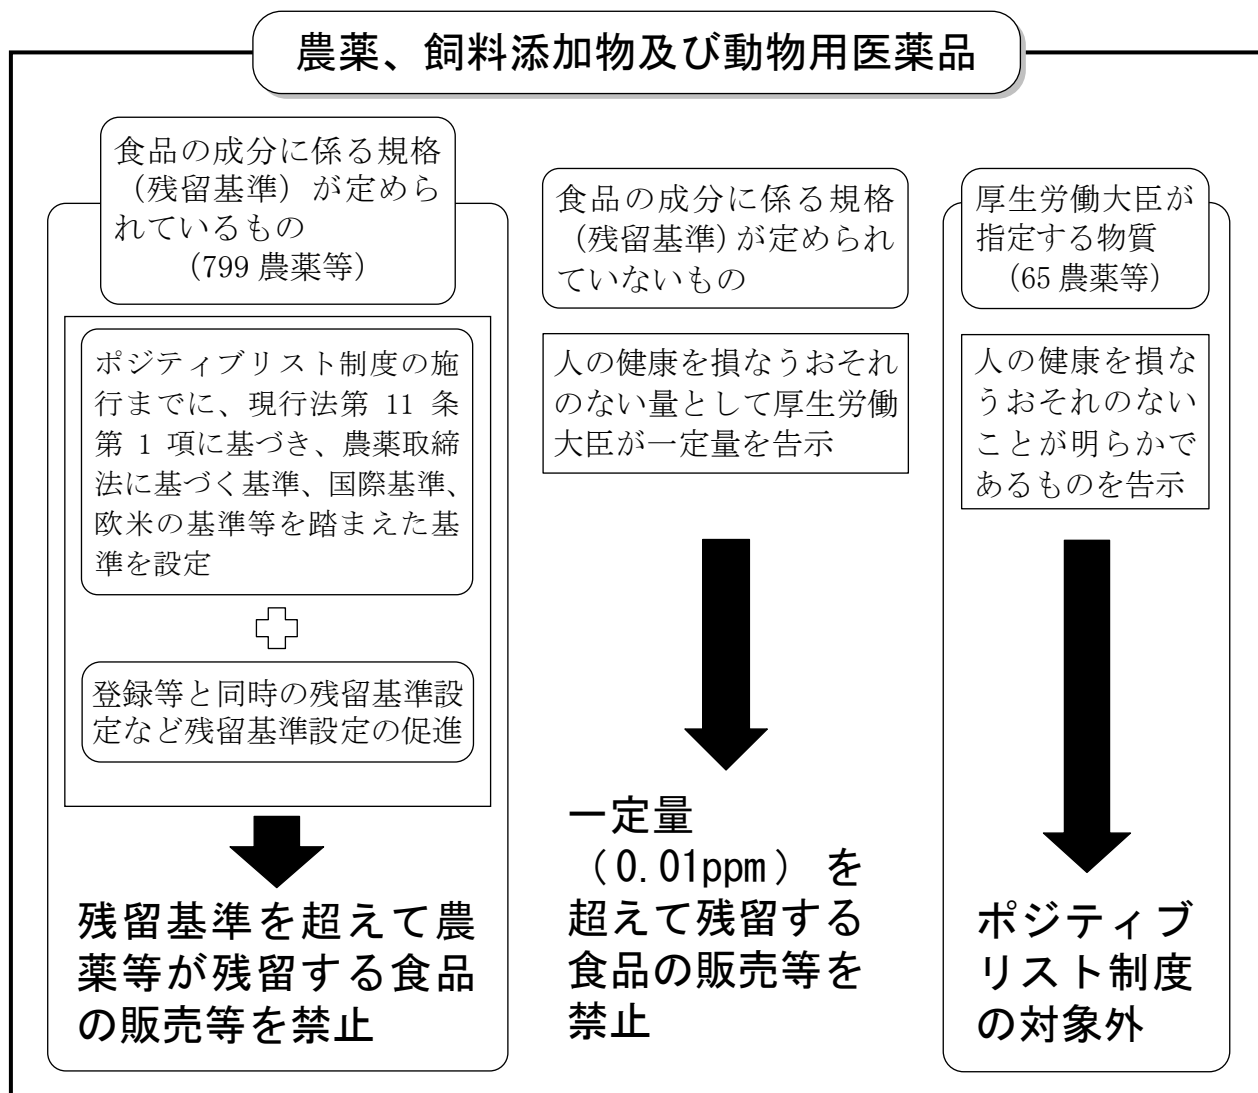 農薬、飼料添加物及び動物用医薬品
食品の成分に係る規格
(残留基準)が定めら
れているもの
(799 農薬等)
ポジティブリスト制度の施
行までに、現行法第 11 条
第 1 項に基づき、農薬取締
法に基づく基準、国際基準、
欧米の基準等を踏まえた基
準を設定
登録等と同時の残留基準設
定など残留基準設定の促進
残留基準を超えて農
薬等が残留する食品
の販売等を禁止
食品の成分に係る規格
(残留基準)が定められ
ていないもの
人の健康を損なうおそれ
のない量として厚生労働
大臣が一定量を告示
一定量
(0.01ppm) を
超えて残留する
食品の販売等を
禁止
厚生労働大臣が
指定する物質
(65 農薬等)
人の健康を損な
うおそれのない
ことが明らかで
あるものを告示
ポジティブ
リスト制度
の対象外